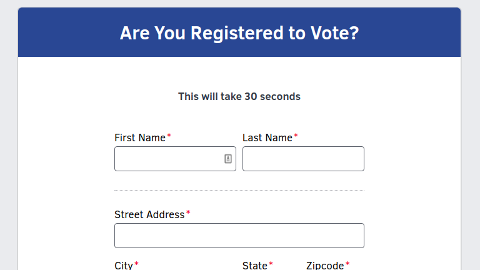 Are You Registered to Vote?
This will take 30 seconds
First Name* Last Name*
Street Address*
City* State* Zipcode*